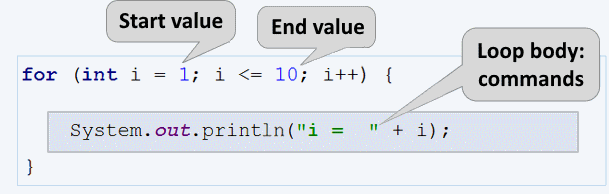 Start value
End value
Loop body:
commands
for (int i = 1; i <= 10; i++) {
System.out.println("i =  " + i);
}